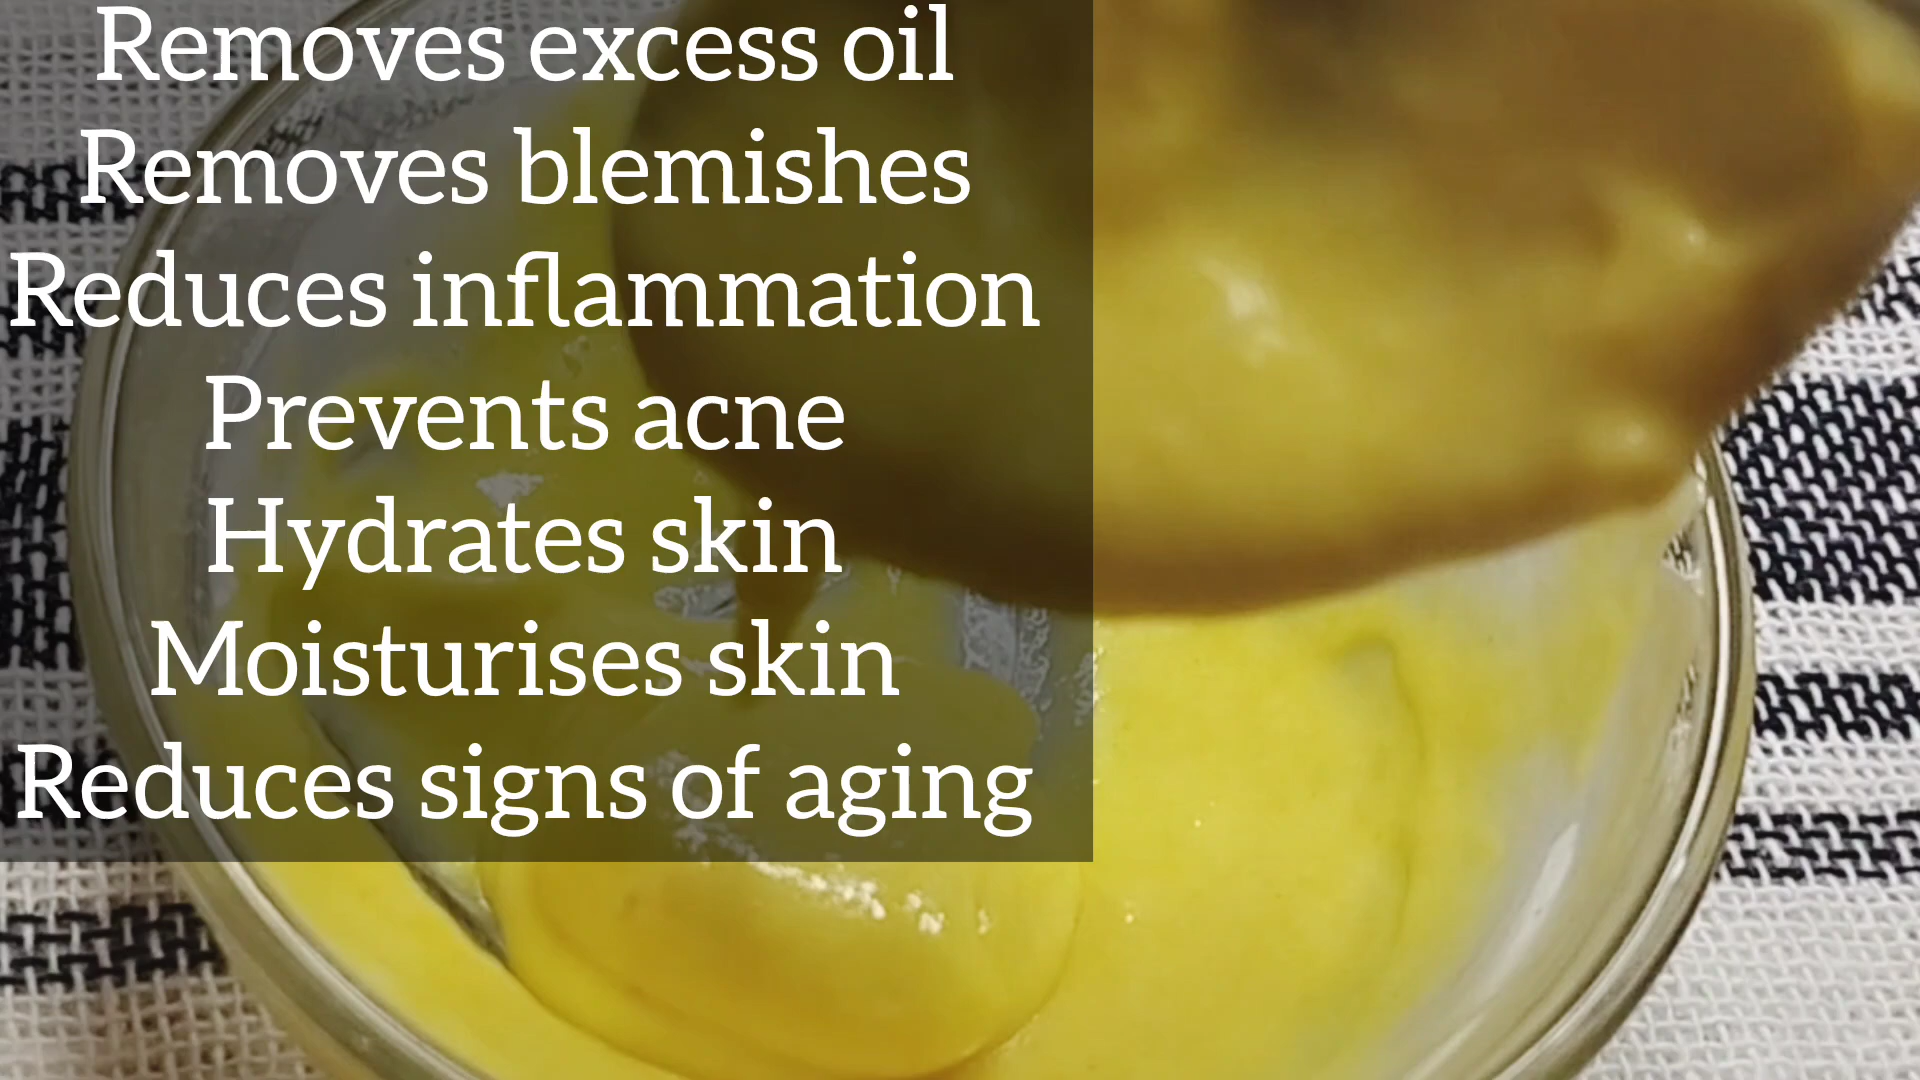 Removes excess oil
Removes blemishes
Reduces inflammation
Prevents acne
Hydrates skin
Moisturises skin
Reduces signs of aging